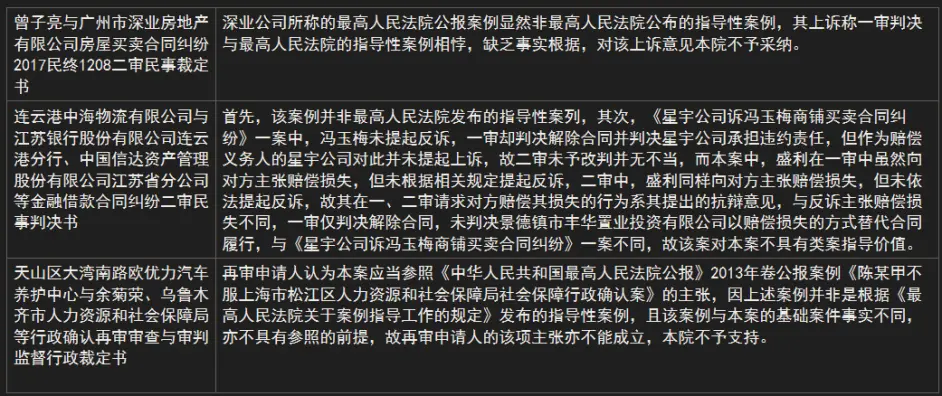 曾子亮与广州市深业房地产
有限公司房屋买卖合同纠纷
2017民终1208二审民事裁定
书
深业公司所称的最高人民法院公报案例显然非最高人民法院公布的指导性案例，其上诉称一审判决
与最高人民法院的指导性案例相悖，缺乏事实根据，对该上诉意见本院不予采纳。
连云港中海物流有限公司与
江苏银行股份有限公司连云
港分行、中国信达资产管理
股份有限公司江苏省分公司
等金融借款合同纠纷二审民
事判决书
首先，该案例并非最高人民法院发布的指导性案列，其次，《星宇公司诉冯玉梅商铺买卖合同纠
纷》一案中，冯玉梅未提起反诉，一审却判决解除合同并判决星宇公司承担违约责任，但作为赔偿
义务人的星宇公司对此并未提起上诉，故二审未予改判并无不当，而本案中，盛利在一审中虽然向
对方主张赔偿损失，但未根据相关规定提起反诉，二审中，盛利同样向对方主张赔偿损失，但未依
法提起反诉，故其在一、二审请求对方赔偿其损失的行为系其提出的抗辩意见，与反诉主张赔偿损
失不同，一审仅判决解除合同，未判决景德镇市丰华置业投资有限公司以赔偿损失的方式替代合同
履行，与《星宇公司诉冯玉梅商铺买卖合同纠纷》一案不同，故该案对本案不具有类案指导价值。
天山区大湾南路欧优力汽车
养护中心与余菊荣、乌鲁木
齐市人力资源和社会保障局
等行政确认再审审查与审判
监督行政裁定书
再审申请人认为本案应当参照《中华人民共和国最高人民法院公报》2013年卷公报案例《陈某甲不
服上海市松江区人力资源和社会保障局社会保障行政确认案》的主张，因上述案例并非是根据《最
高人民法院关于案例指导工作的规定》发布的指导性案例，且该案例与本案的基础案件事实不同，
亦不具有参照的前提，故再审申请人的该项主张亦不能成立，本院不予支持。